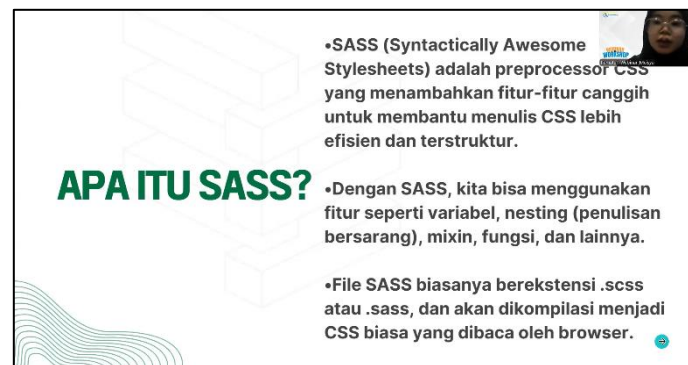 APA ITU SASS?
•SASS (Syntactically Awesome
Stylesheets) adalah preprocessor CSS
yang menambahkan fitur-fitur canggih
untuk membantu menulis CSS lebih
efisien dan terstruktur.
•Dengan SASS, kita bisa menggunakan
fitur seperti variabel, nesting (penulisan
bersarang), mixin, fungsi, dan lainnya.
•File SASS biasanya berekstensi .scss
atau .sass, dan akan dikompilasi menjadi
CSS biasa yang dibaca oleh browser.
WORKSHOP